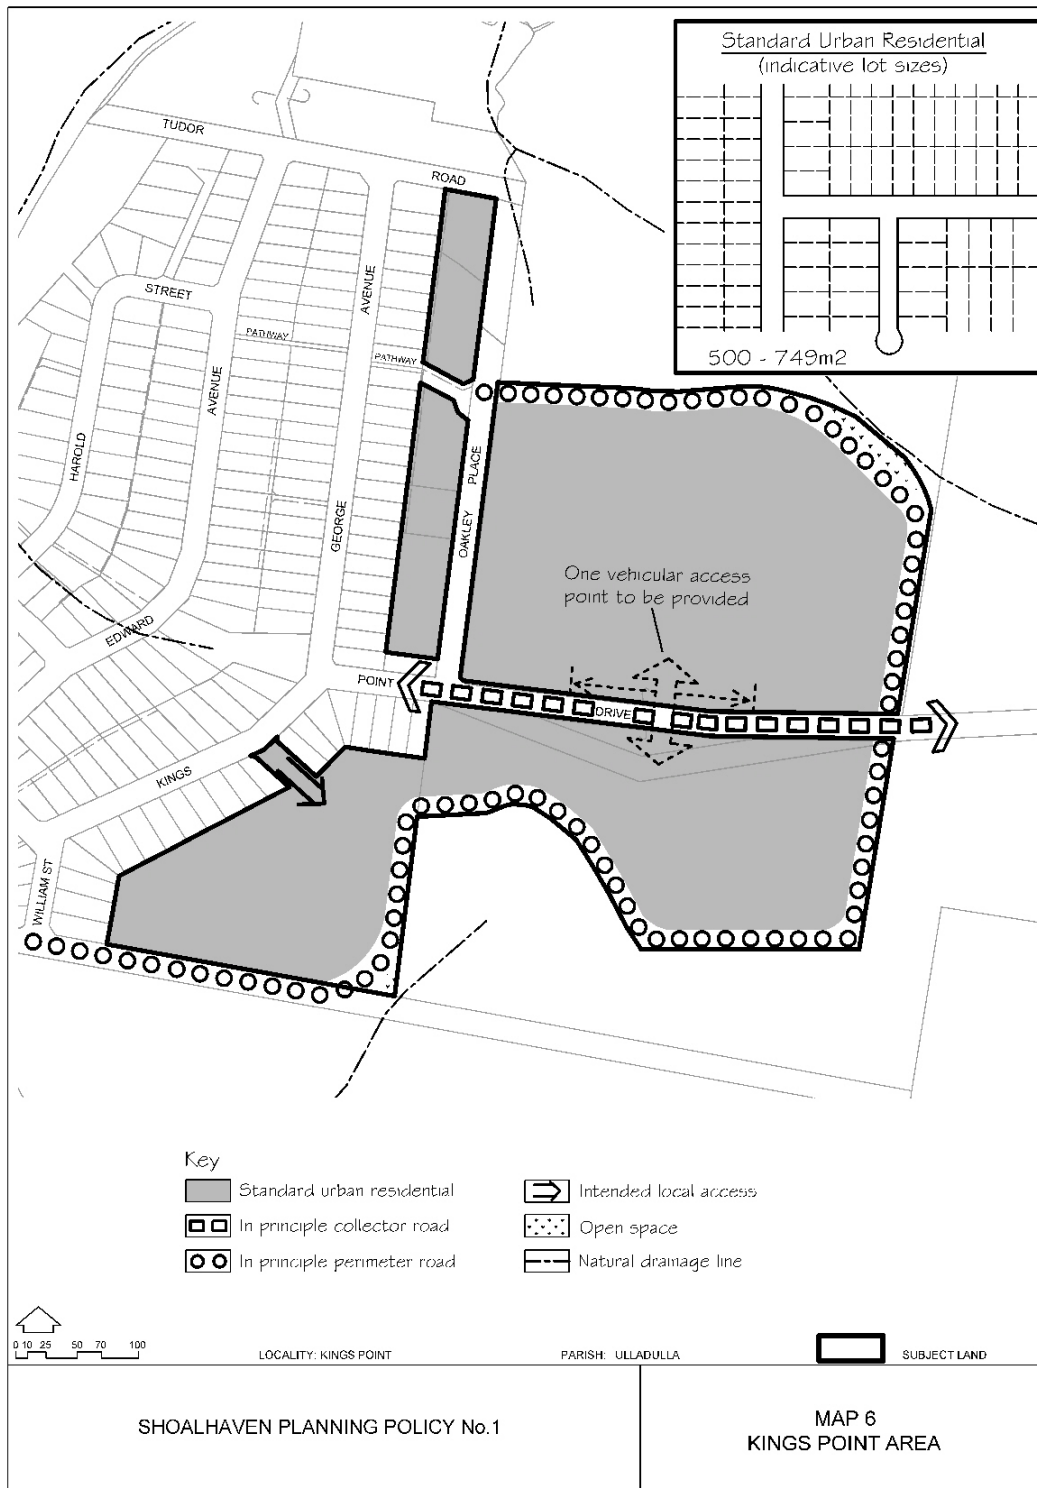 Standard Urban Residential
(indicative lot sizes)
500 - 749m2
TUDOR
ROAD
STREET
AVENUE
PATHWAY
PATHWAY
AVENUE
HAROLD
PLACE
GEORGE
OAKLEY
One vehicular access
point to be provided
EDWARD
POINT
DRIVE
KINGS
WILLIAM ST
Key
Standard urban residential
In principle collector road
In principle perimeter road
Intended local access
Open space
Natural drainage line
0 10 25 50 70 100
LOCALITY: KINGS POINT
PARISH: ULLADULLA
SUBJECT LAND
SHOALHAVEN PLANNING POLICY No.1
MAP 6
KINGS POINT AREA